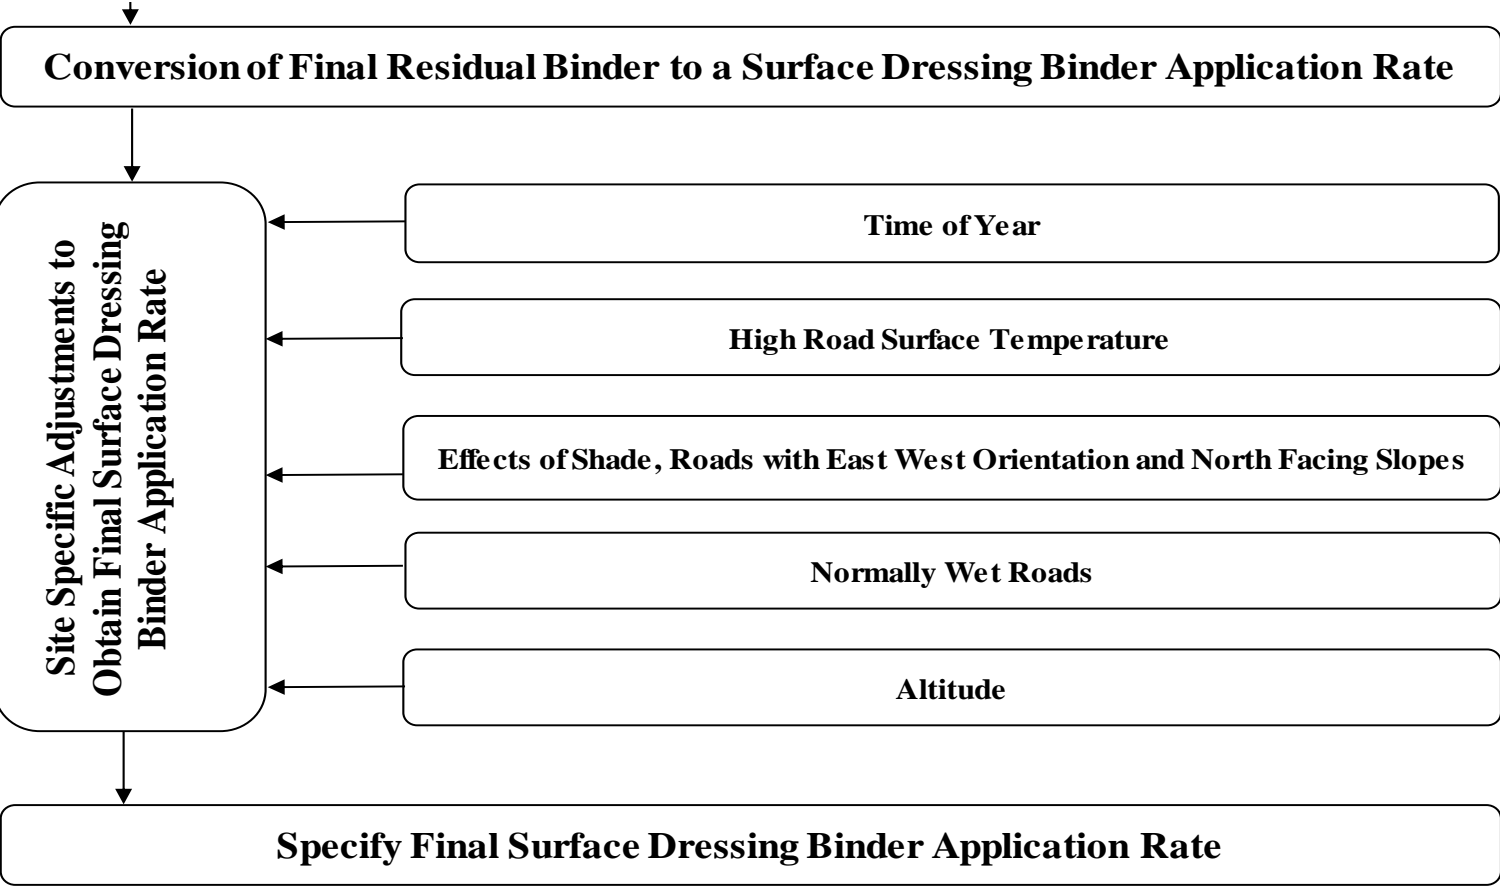 Conversion of Final Residual Binder to a Surface Dressing Binder Application Rate
Site Specific Adjustments to
Obtain Final Surface Dressing
Binder Application Rate
Time of Year
High Road Surface Temperature
Effects of Shade, Roads with East West Orientation and North Facing Slopes
Normally Wet Roads
Altitude
Specify Final Surface Dressing Binder Application Rate